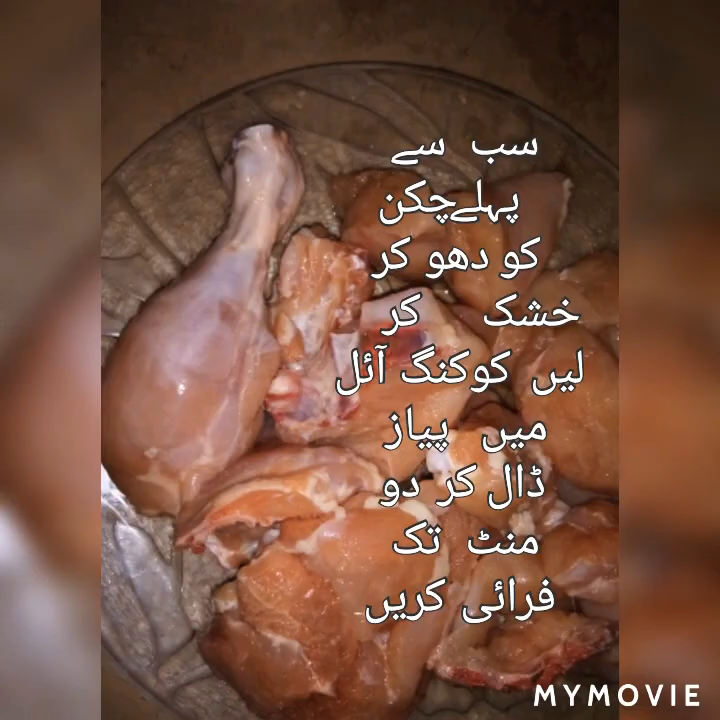 سب سے
پہلےچکن
کو دھو کر
خشک کر
لیں کوکنگ آئل
میں پیاز
ڈال کر دو
منٹ تک
فرائی کریں
MYMOVIE